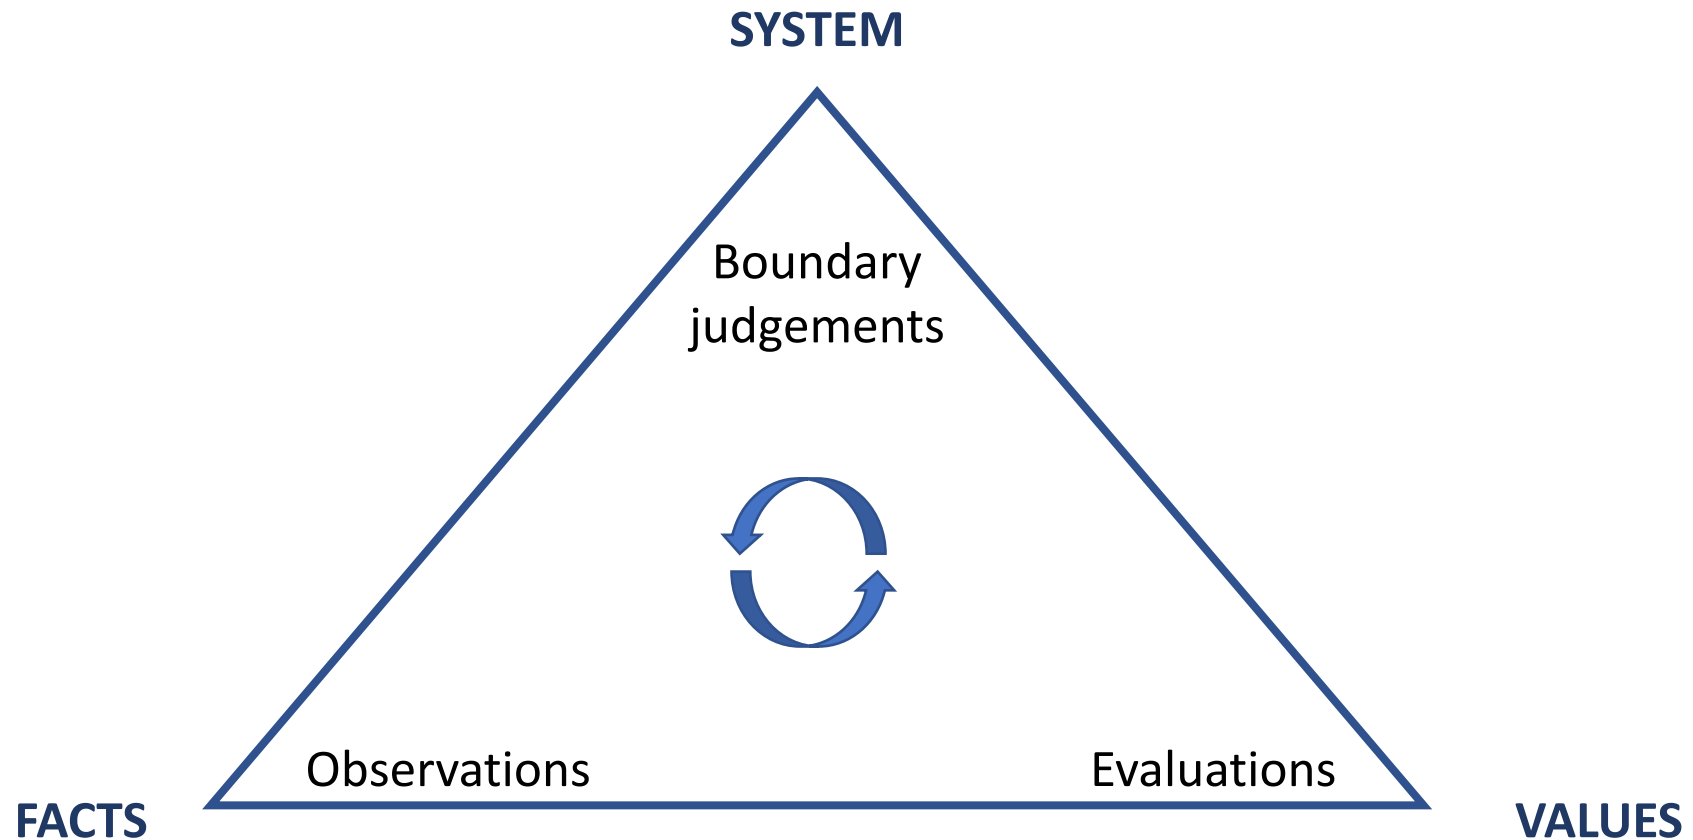 SYSTEM
Boundary
judgements
Observations
Evaluations
FACTS
VALUES